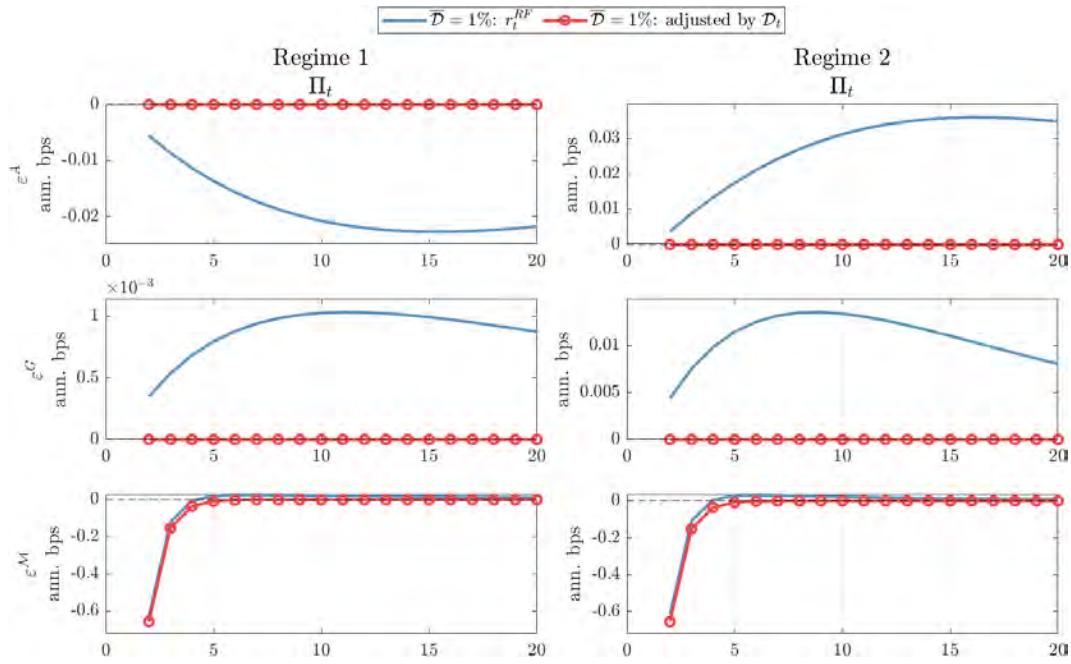 D̅ = 1%: r_t^{RF} D̅ = 1%: adjusted by D_t
Regime 1 Regime 2
Π_t Π_t
ε^A
ann. bps
0
-0.01
-0.02
0 5 10 15 20
ann. bps
0.03
0.02
0.01
0
0 5 10 15 20
ε^G
ann. bps
×10^{-3}
1
0.5
0
0 5 10 15 20
ann. bps
0.01
0.005
0
0 5 10 15 20
ε^M
ann. bps
0
-0.2
-0.4
-0.6
0 5 10 15 20
ann. bps
0
-0.2
-0.4
-0.6
0 5 10 15 20